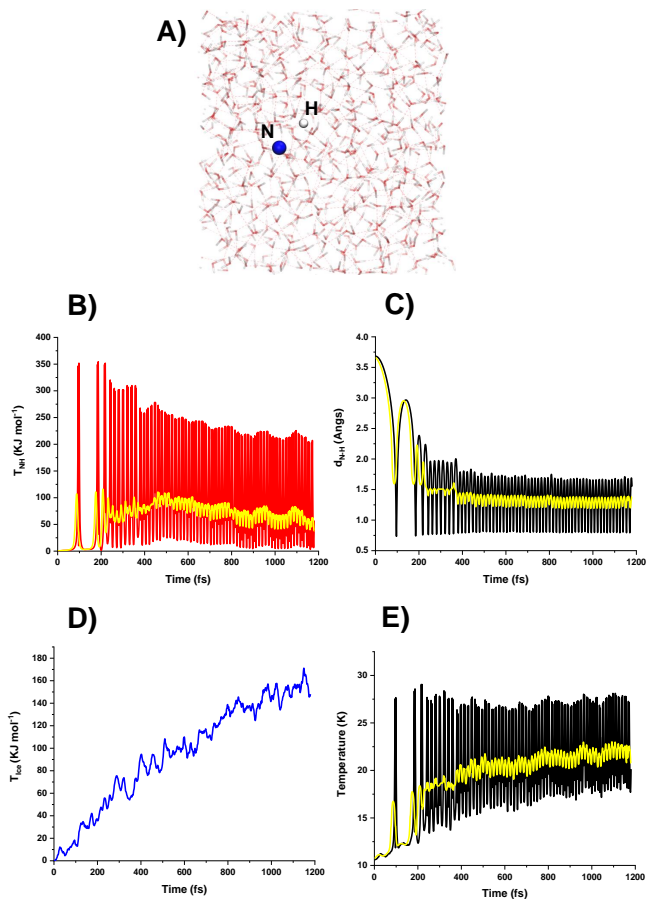 A)
H
N
B)
C)
400
350
300
250
200
150
100
50
0
T_NH (KJ mol⁻¹)
0 200 400 600 800 1000 1200
Time (fs)
4.0
3.5
3.0
2.5
2.0
1.5
1.0
0.5
d_N-H (Angs)
0 200 400 600 800 1000 1200
Time (fs)
D)
E)
180
160
140
120
100
80
60
40
20
0
T_Ice (KJ mol⁻¹)
0 200 400 600 800 1000 1200
Time (fs)
30
25
20
15
10
Temperature (K)
0 200 400 600 800 1000 1200
Time (fs)